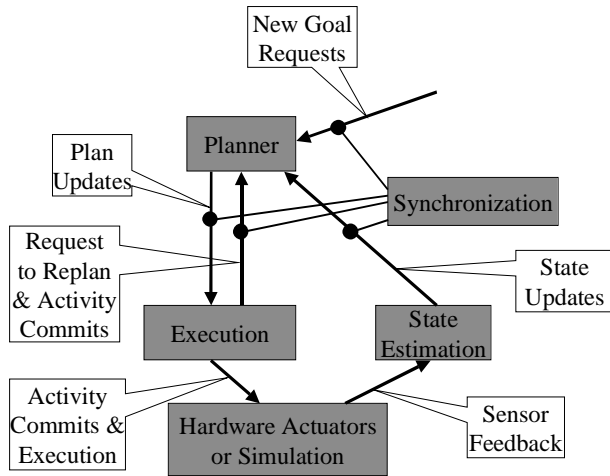 New Goal
Requests
Planner
Plan
Updates
Synchronization
Request
to Replan
& Activity
Commits
State
Updates
Execution
State
Estimation
Activity
Commits &
Execution
Hardware Actuators
or Simulation
Sensor
Feedback